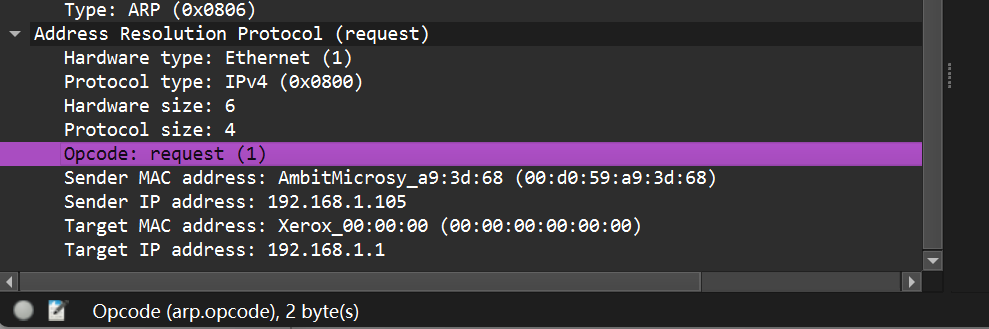 Type: ARP (0x0806)
Address Resolution Protocol (request)
Hardware type: Ethernet (1)
Protocol type: IPv4 (0x0800)
Hardware size: 6
Protocol size: 4
Opcode: request (1)
Sender MAC address: AmbitMicrosy_a9:3d:68 (00:d0:59:a9:3d:68)
Sender IP address: 192.168.1.105
Target MAC address: Xerox_00:00:00 (00:00:00:00:00:00)
Target IP address: 192.168.1.1
Opcode (arp.opcode), 2 byte(s)